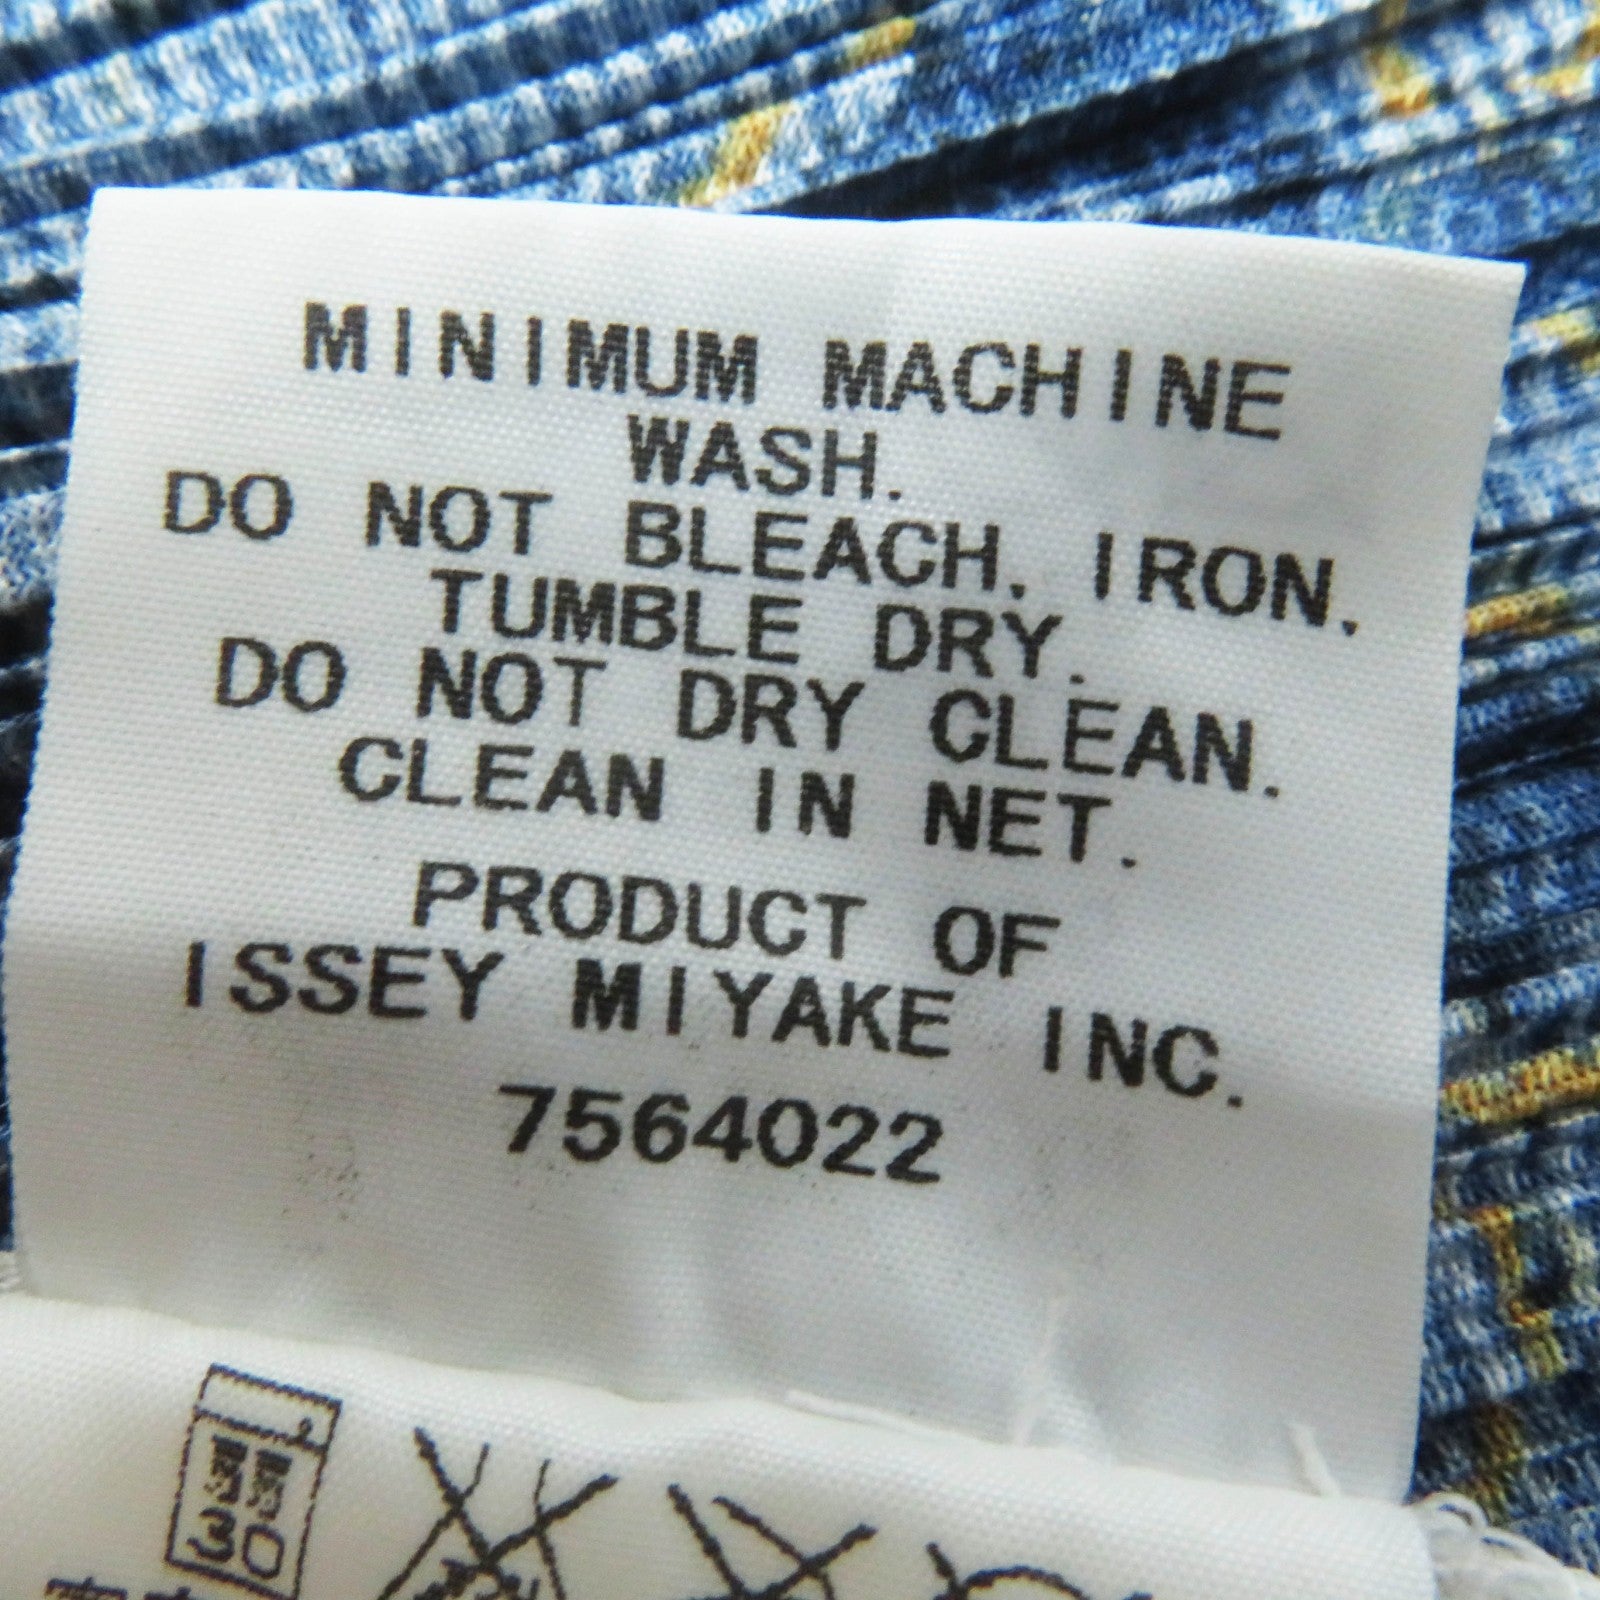 MINIMUM MACHINE
WASH.
DO NOT BLEACH. IRON.
TUMBLE DRY.
DO NOT DRY CLEAN.
CLEAN IN NET.
PRODUCT OF
ISSEY MIYAKE INC.
7564022
30